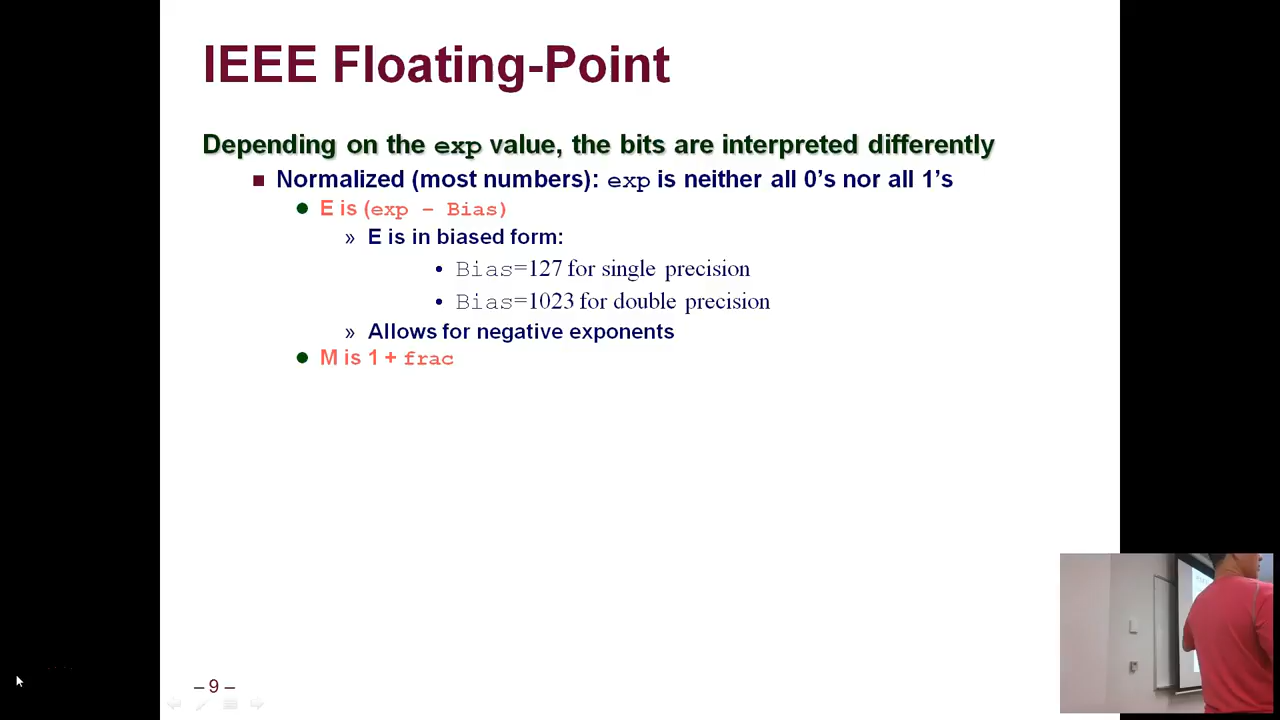 IEEE Floating-Point
Depending on the exp value, the bits are interpreted differently
Normalized (most numbers): exp is neither all 0's nor all 1's
E is (exp – Bias)
» E is in biased form:
• Bias=127 for single precision
• Bias=1023 for double precision
» Allows for negative exponents
M is 1 + frac
– 9 –